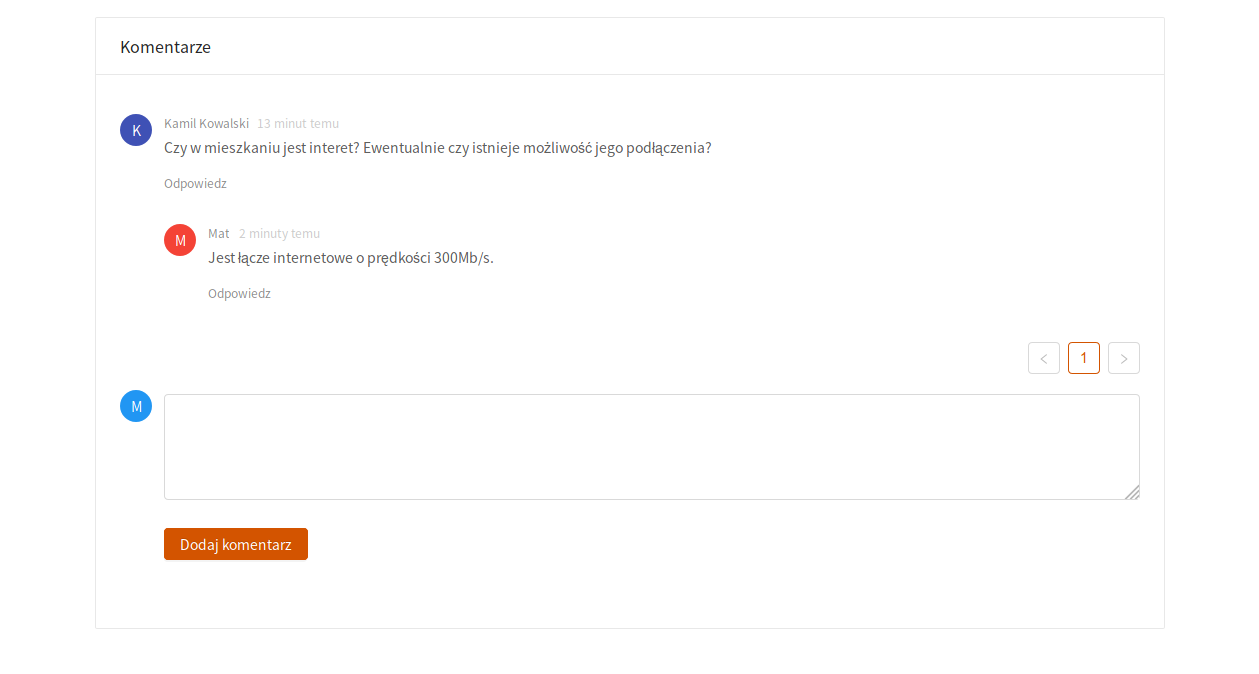 Komentarze
K
Kamil Kowalski 13 minut temu
Czy w mieszkaniu jest interet? Ewentualnie czy istnieje możliwość jego podłączenia?
Odpowiedz
M
Mat 2 minuty temu
Jest łącze internetowe o prędkości 300Mb/s.
Odpowiedz
< 1 >
M
Dodaj komentarz